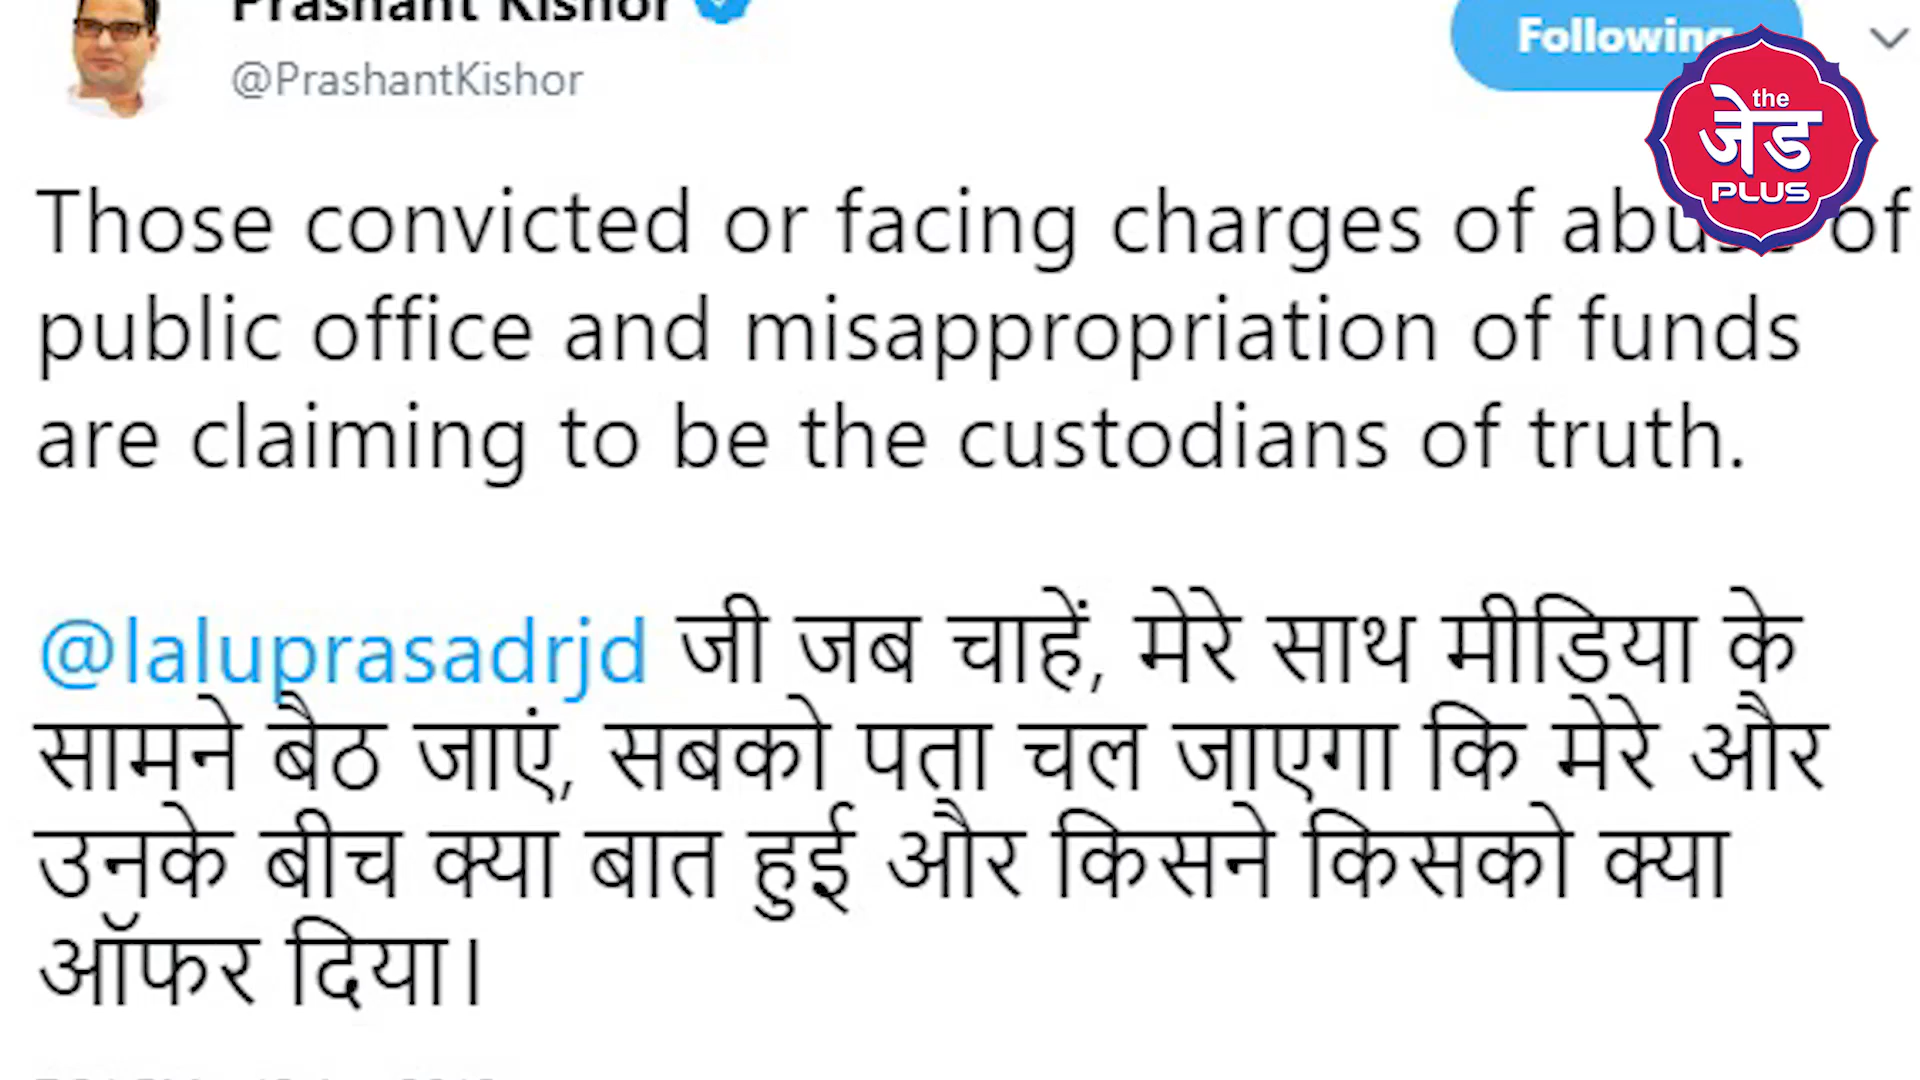 Prashant Kishor
@PrashantKishor
Following
the
जेड
PLUS
Those convicted or facing charges of of
public office and misappropriation of funds
are claiming to be the custodians of truth.
@laluprasadrjd जी जब चाहें, मेरे साथ मीडिया के
सामने बैठ जाएं, सबको पता चल जाएगा कि मेरे और
उनके बीच क्या बात हुई और किसने किसको क्या
ऑफर दिया।